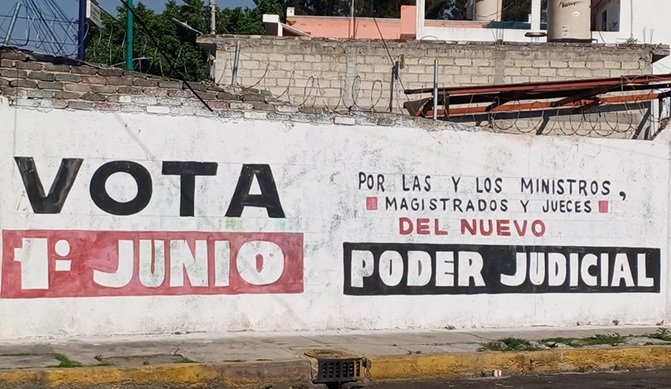 VOTA
1º JUNIO
POR LAS Y LOS MINISTROS,
MAGISTRADOS Y JUECES
DEL NUEVO
PODER JUDICIAL